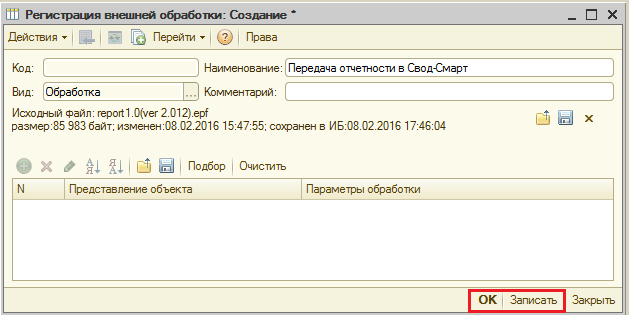 Регистрация внешней обработки: Создание *
Действия Перейти ? Права
Код: Наименование: Передача отчетности в Свод-Смарт
Вид: Обработка ... Комментарий:
Исходный файл: report1.0(ver 2.012).epf
размер:85 983 байт; изменен:08.02.2016 15:47:55; сохранен в ИБ:08.02.2016 17:46:04
Подбор Очистить
N Представление объекта Параметры обработки
OK Записать Закрыть